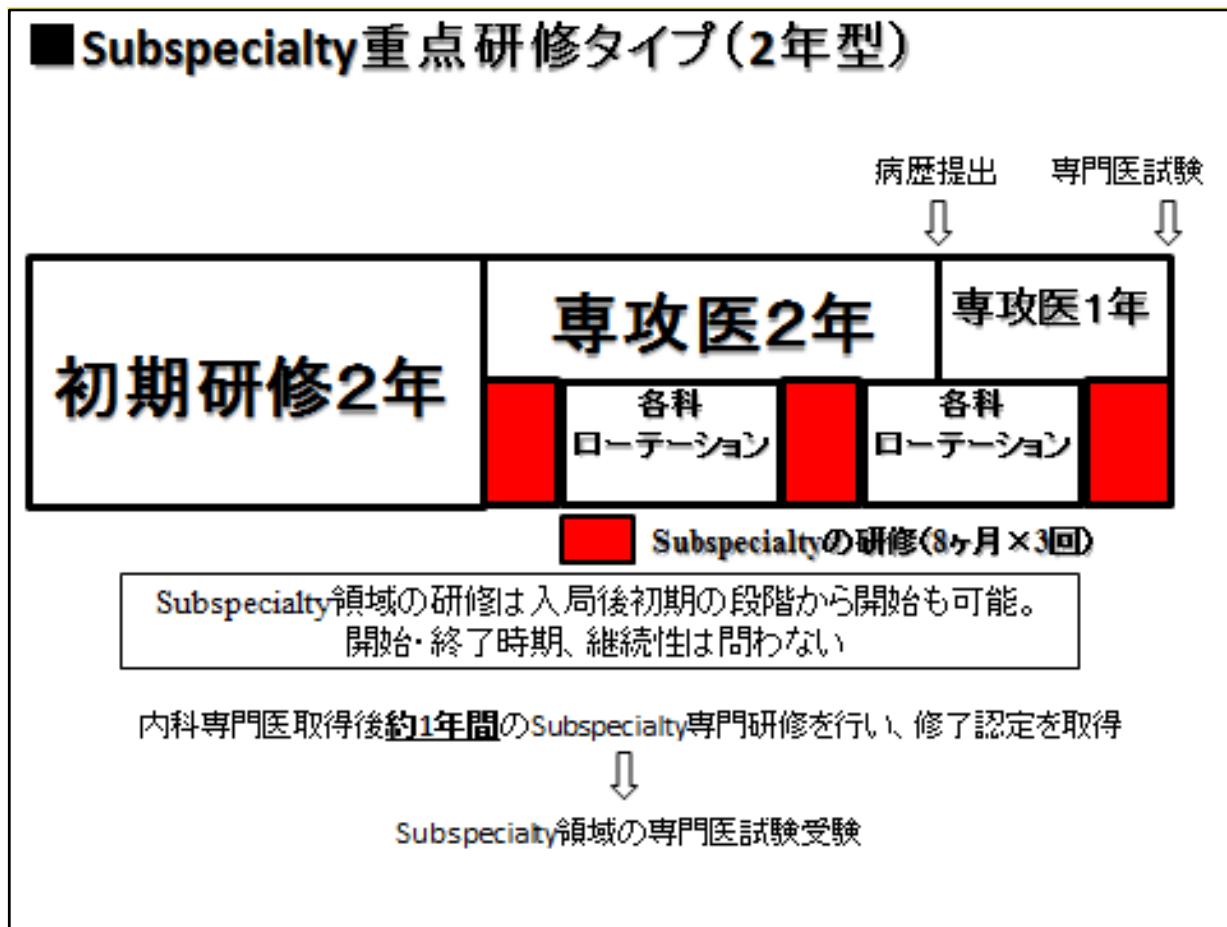 ■Subspecialty重点研修タイプ(2年型)
病歴提出 専門医試験
初期研修2年
専攻医2年
専攻医1年
各科
ローテーション
各科
ローテーション
Subspecialtyの研修(8ヶ月×3回)
Subspecialty領域の研修は入局後初期の段階から開始も可能。
開始・終了時期、継続性は問わない
内科専門医取得後約1年間のSubspecialty専門研修を行い、修了認定を取得
Subspecialty領域の専門医試験受験